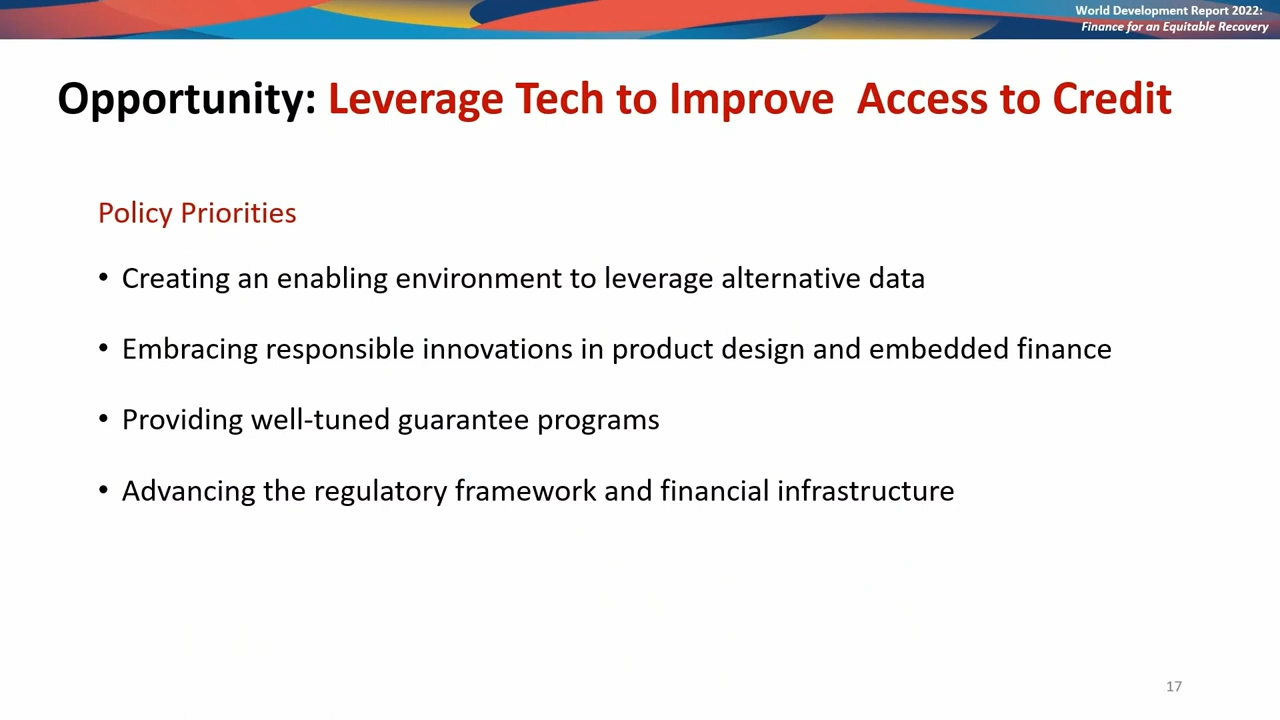 World Development Report 2022:
Finance for an Equitable Recovery
Opportunity: Leverage Tech to Improve  Access to Credit
Policy Priorities
• Creating an enabling environment to leverage alternative data
• Embracing responsible innovations in product design and embedded finance
• Providing well-tuned guarantee programs
• Advancing the regulatory framework and financial infrastructure
17